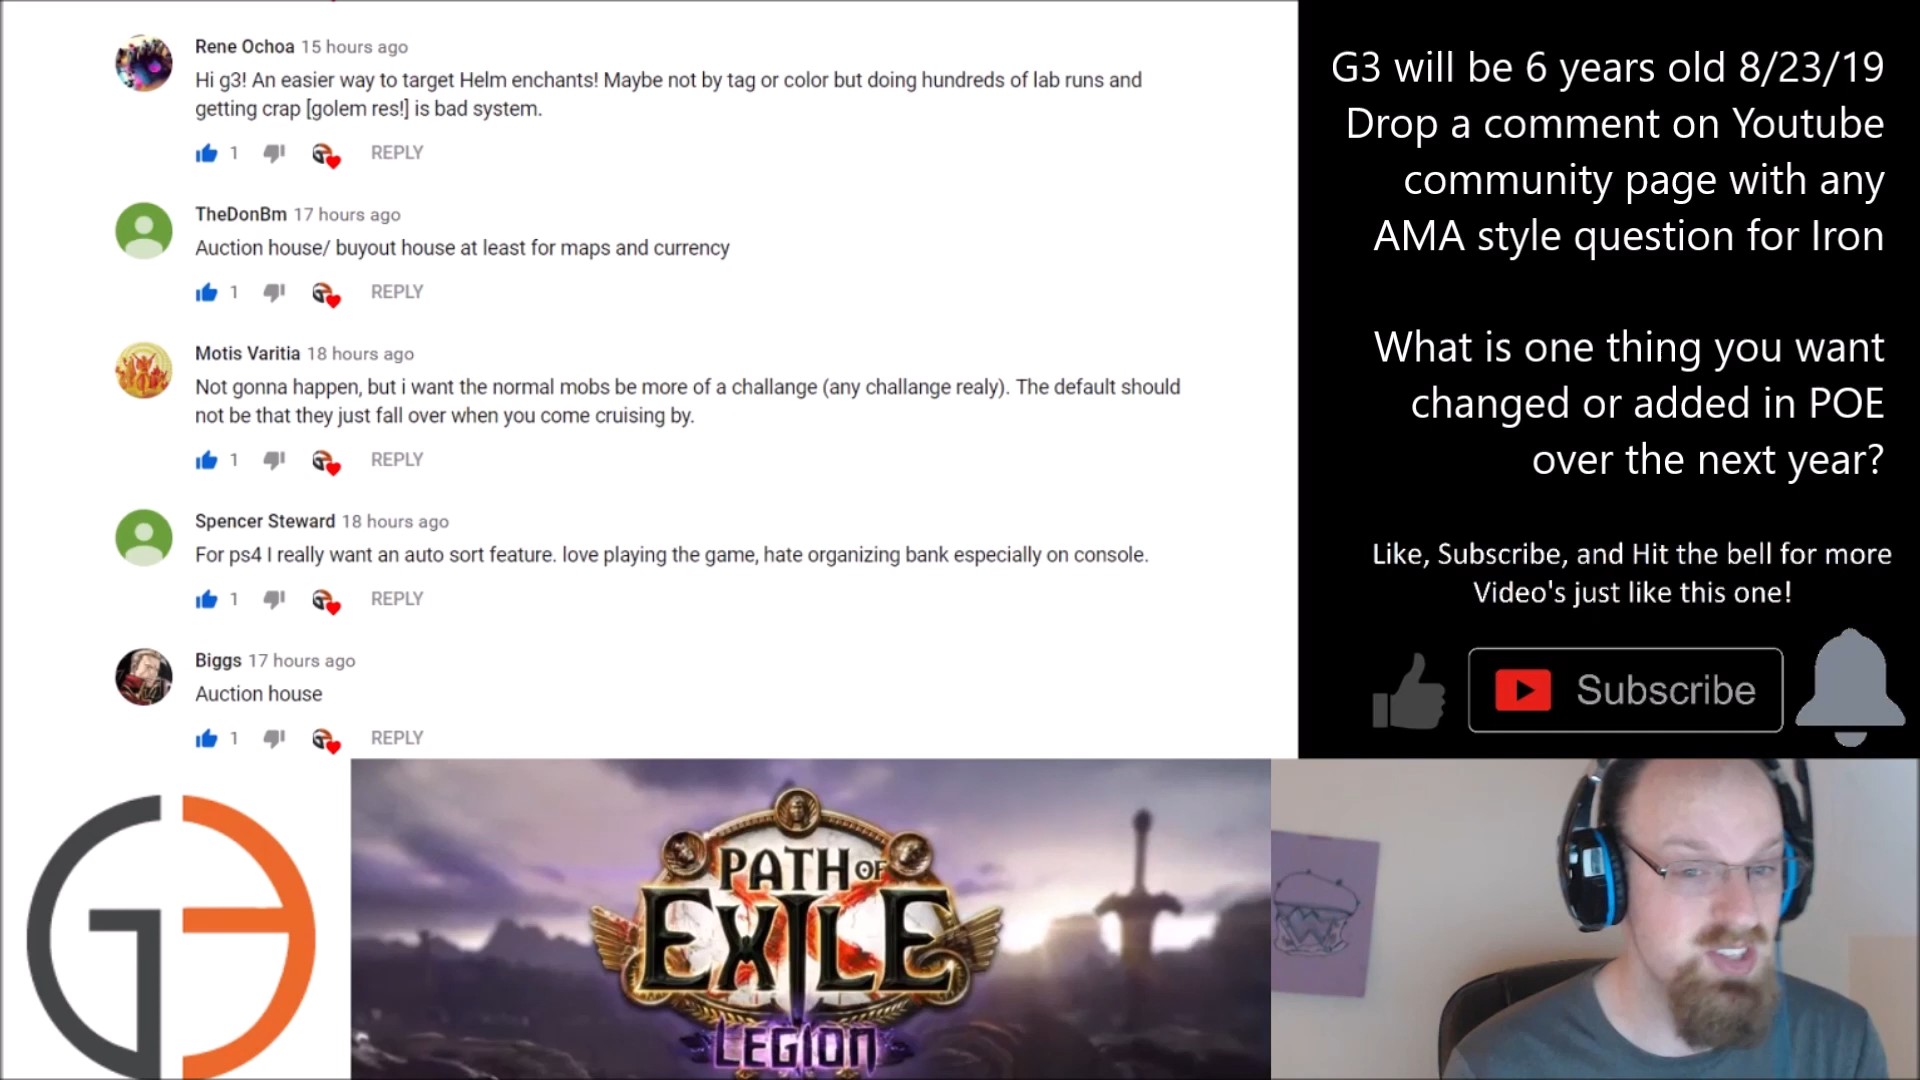 Rene Ochoa 15 hours ago
Hi g3! An easier way to target Helm enchants! Maybe not by tag or color but doing hundreds of lab runs and
getting crap [golem res!] is bad system.
1 REPLY
TheDonBm 17 hours ago
Auction house/ buyout house at least for maps and currency
1 REPLY
Motis Varitia 18 hours ago
Not gonna happen, but i want the normal mobs be more of a challange (any challange realy). The default should
not be that they just fall over when you come cruising by.
1 REPLY
Spencer Steward 18 hours ago
For ps4 I really want an auto sort feature. love playing the game, hate organizing bank especially on console.
1 REPLY
Biggs 17 hours ago
Auction house
1 REPLY
G3 will be 6 years old 8/23/19
Drop a comment on Youtube
community page with any
AMA style question for Iron
What is one thing you want
changed or added in POE
over the next year?
Like, Subscribe, and Hit the bell for more
Video's just like this one!
Subscribe
G3
PATH OF
EXILE
LEGION